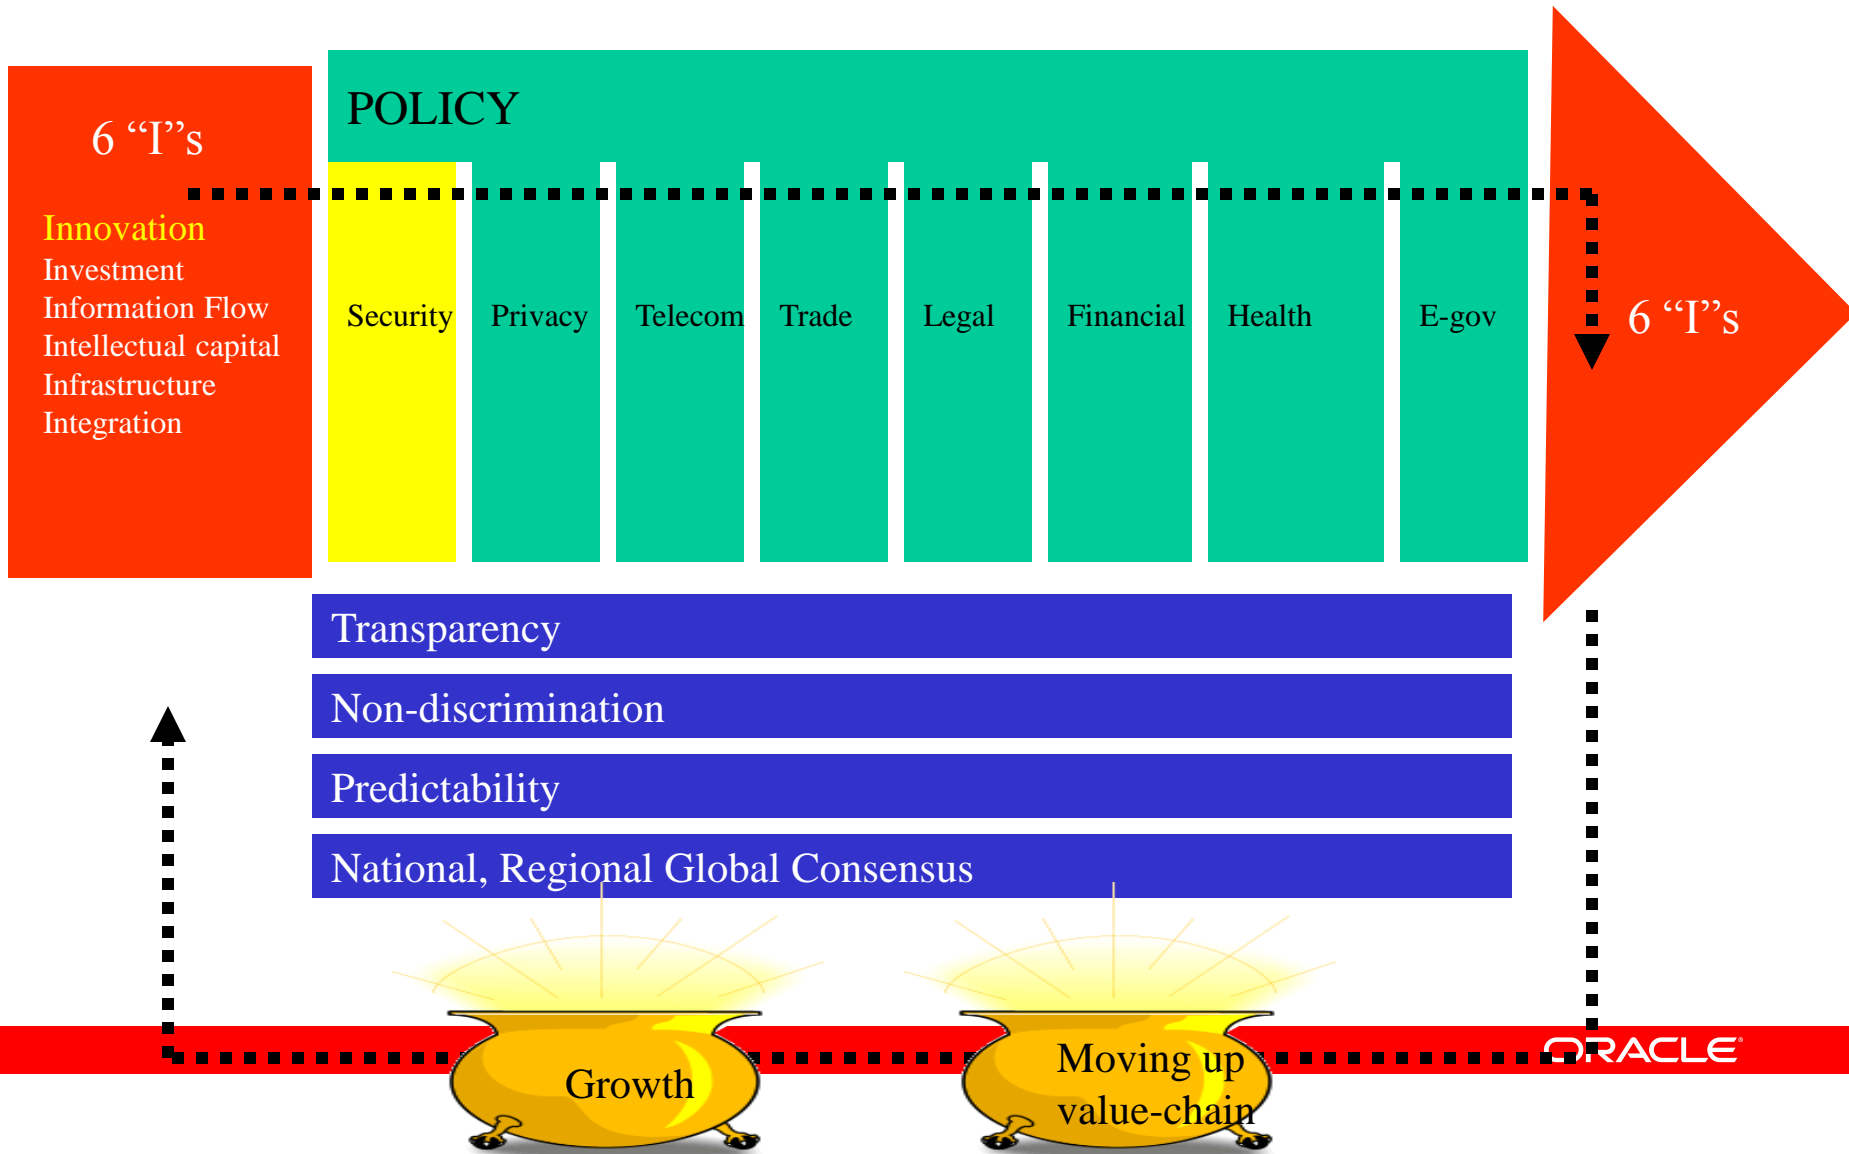 6 “I”s
Innovation
Investment
Information Flow
Intellectual capital
Infrastructure
Integration
POLICY
Security
Privacy
Telecom
Trade
Legal
Financial
Health
E-gov
6 “I”s
Transparency
Non-discrimination
Predictability
National, Regional Global Consensus
Growth
Moving up
value-chain
ORACLE